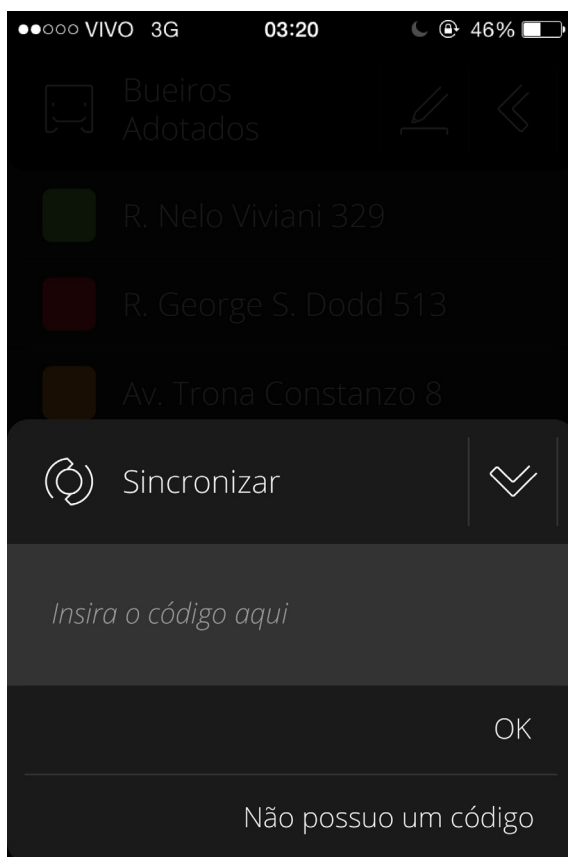 VIVO 3G 03:20 46%
Bueiros
Adotados
R. Nelo Viviani 329
R. George S. Dodd 513
Av. Trona Constanzo 8
Sincronizar
Insira o código aqui
OK
Não possuo um código